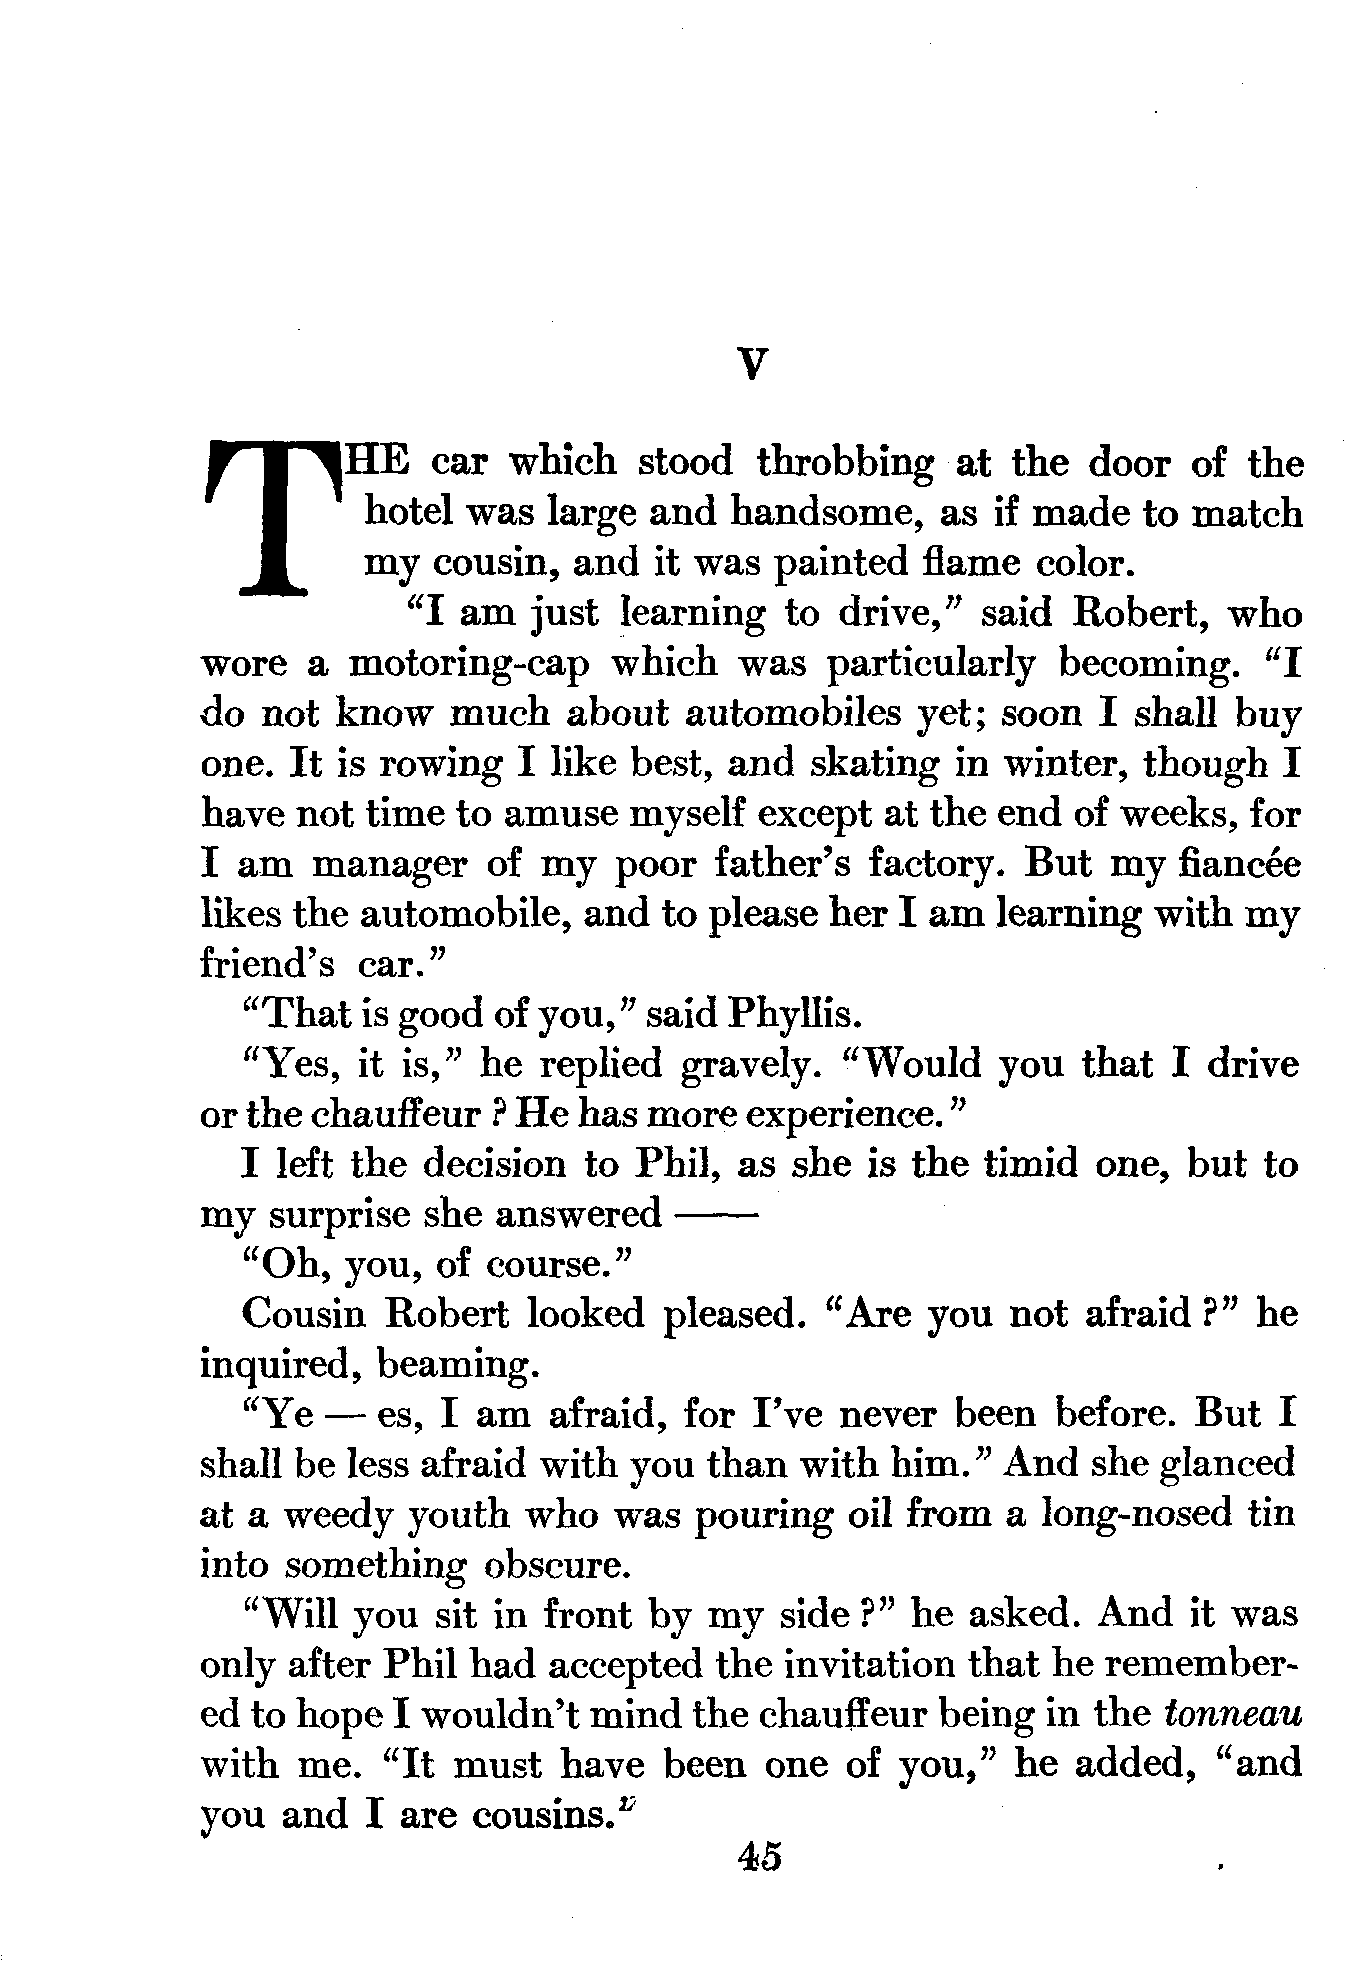 V
THE car which stood throbbing at the door of the
hotel was large and handsome, as if made to match
my cousin, and it was painted flame color.
“I am just learning to drive,” said Robert, who
wore a motoring-cap which was particularly becoming. “I
do not know much about automobiles yet; soon I shall buy
one. It is rowing I like best, and skating in winter, though I
have not time to amuse myself except at the end of weeks, for
I am manager of my poor father’s factory. But my fiancée
likes the automobile, and to please her I am learning with my
friend’s car.”
“That is good of you,” said Phyllis.
“Yes, it is,” he replied gravely. “Would you that I drive
or the chauffeur ? He has more experience.”
I left the decision to Phil, as she is the timid one, but to
my surprise she answered ——
“Oh, you, of course.”
Cousin Robert looked pleased. “Are you not afraid ?” he
inquired, beaming.
“Ye — es, I am afraid, for I’ve never been before. But I
shall be less afraid with you than with him.” And she glanced
at a weedy youth who was pouring oil from a long-nosed tin
into something obscure.
“Will you sit in front by my side ?” he asked. And it was
only after Phil had accepted the invitation that he remember-
ed to hope I wouldn’t mind the chauffeur being in the tonneau
with me. “It must have been one of you,” he added, “and
you and I are cousins.”
45